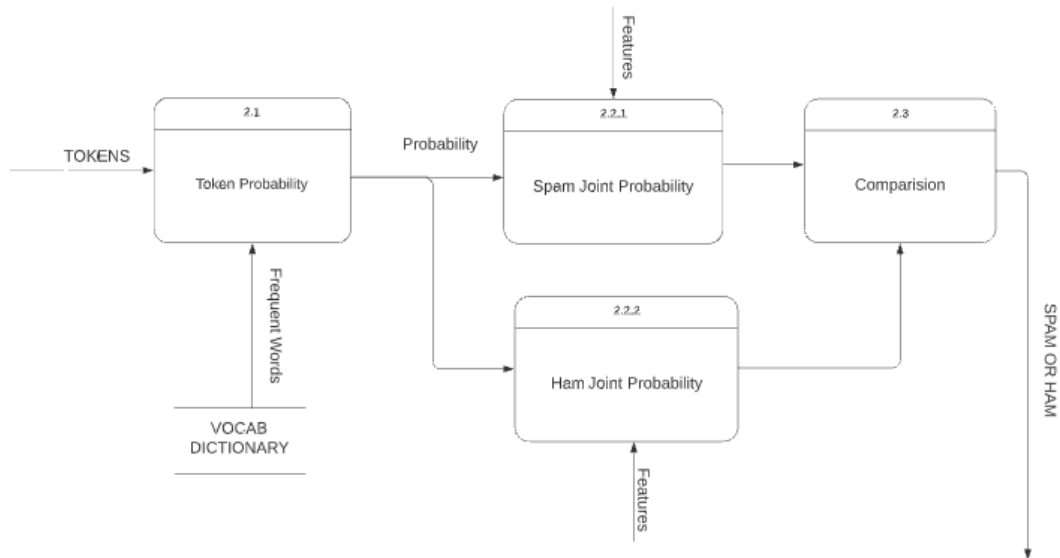 Features
2.1
2.2.1
2.3
TOKENS
Probability
Token Probability
Spam Joint Probability
Comparision
Frequent Words
2.2.2
SPAM OR HAM
Ham Joint Probability
VOCAB
DICTIONARY
Features